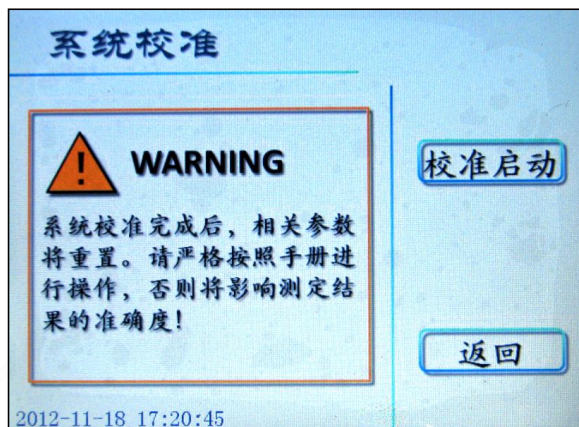 系统校准
WARNING
系统校准完成后，相关参数
将重置。请严格按照手册进
行操作，否则将影响测定结
果的准确度！
校准启动
返回
2012-11-18 17:20:45